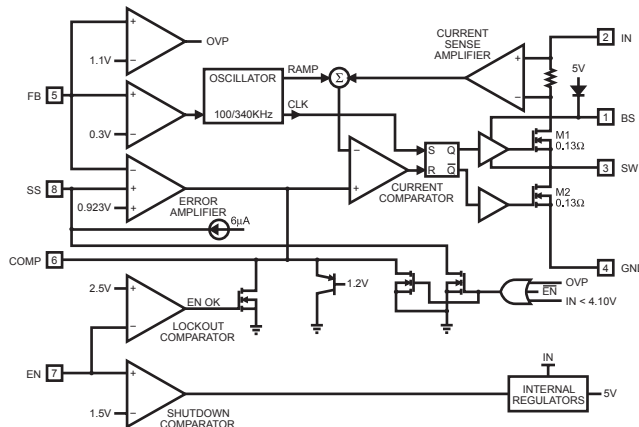 +
1.1V
−
OVP
FB 5
+
0.3V
−
OSCILLATOR
100/340KHz
RAMP
CLK
Σ
CURRENT
SENSE
AMPLIFIER
+
−
2 IN
5V
1 BS
M1
0.13Ω
3 SW
M2
0.13Ω
4 GND
−
+
CURRENT
COMPARATOR
S Q
R Q̅
SS 8
−
+
0.923V
+
ERROR
AMPLIFIER
6µA
COMP 6
2.5V
+
−
EN OK
LOCKOUT
COMPARATOR
1.2V
OVP
E̅N̅
IN < 4.10V
EN 7
+
1.5V
−
SHUTDOWN
COMPARATOR
IN
INTERNAL
REGULATORS
5V